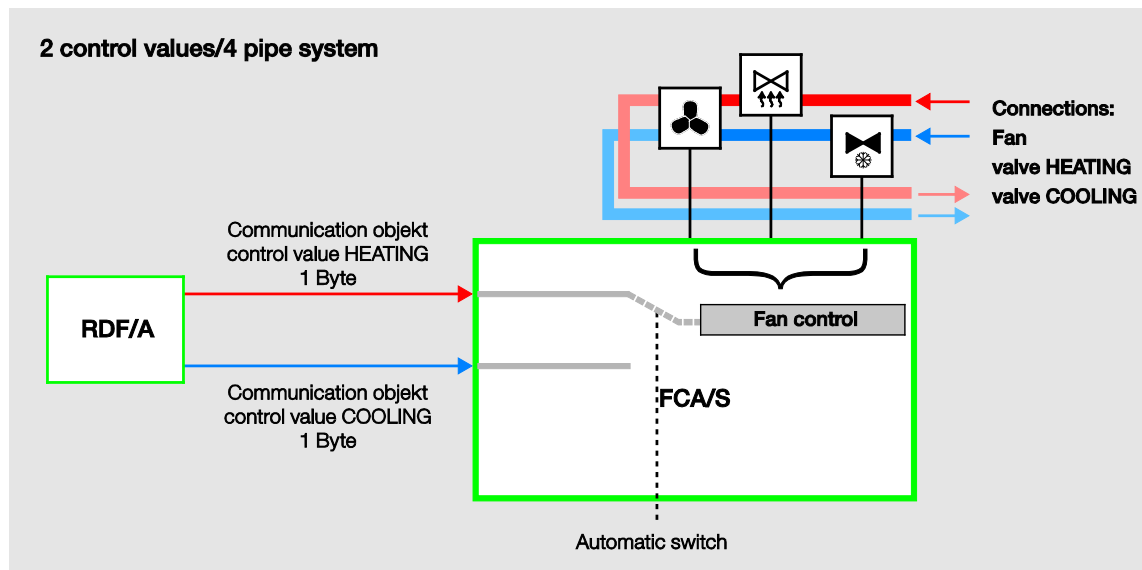 2 control values/4 pipe system
Connections:
Fan
valve HEATING
valve COOLING
Communication objekt
control value HEATING
1 Byte
RDF/A
Fan control
FCA/S
Communication objekt
control value COOLING
1 Byte
Automatic switch